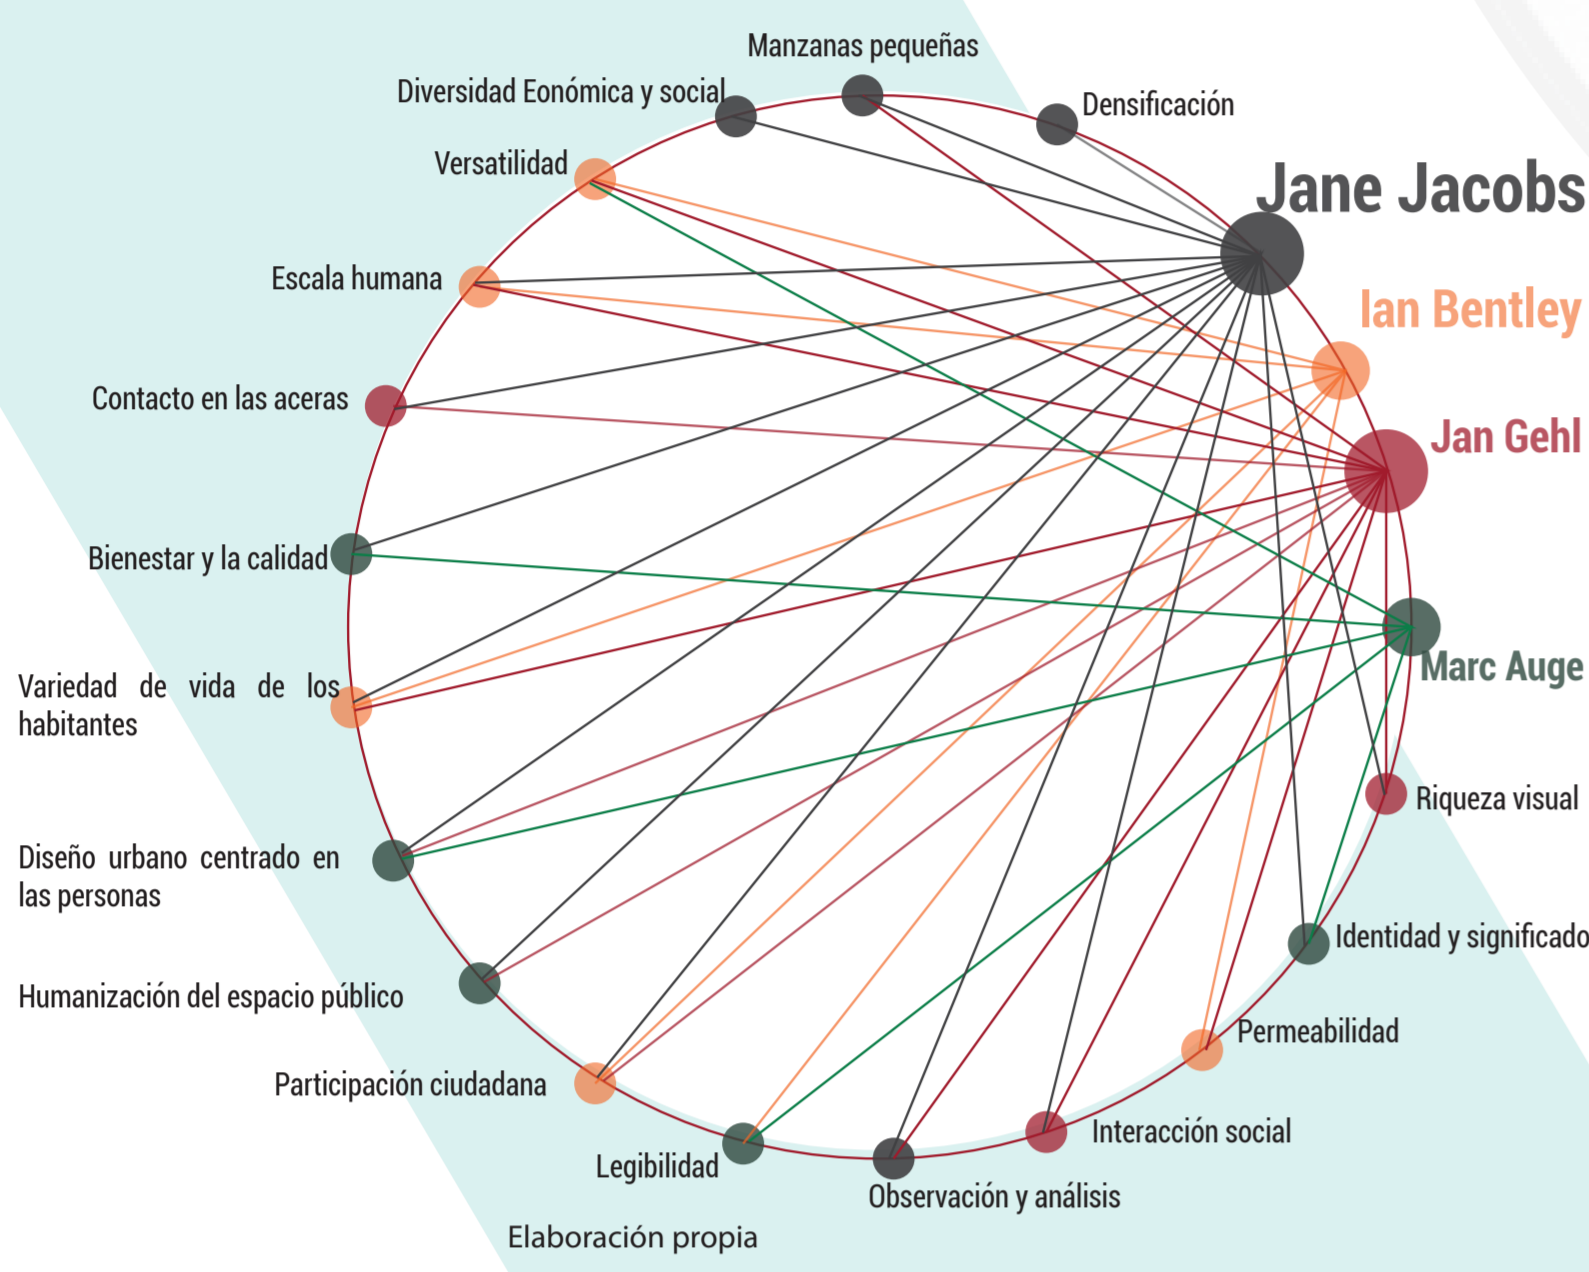 Manzanas pequeñas
Diversidad Eonómica y social
Densificación
Versatilidad
Jane Jacobs
Escala humana
Ian Bentley
Contacto en las aceras
Jan Gehl
Bienestar y la calidad
Marc Auge
Variedad de vida de los
habitantes
Riqueza visual
Diseño urbano centrado en
las personas
Identidad y significado
Humanización del espacio público
Permeabilidad
Participación ciudadana
Interacción social
Legibilidad
Observación y análisis
Elaboración propia